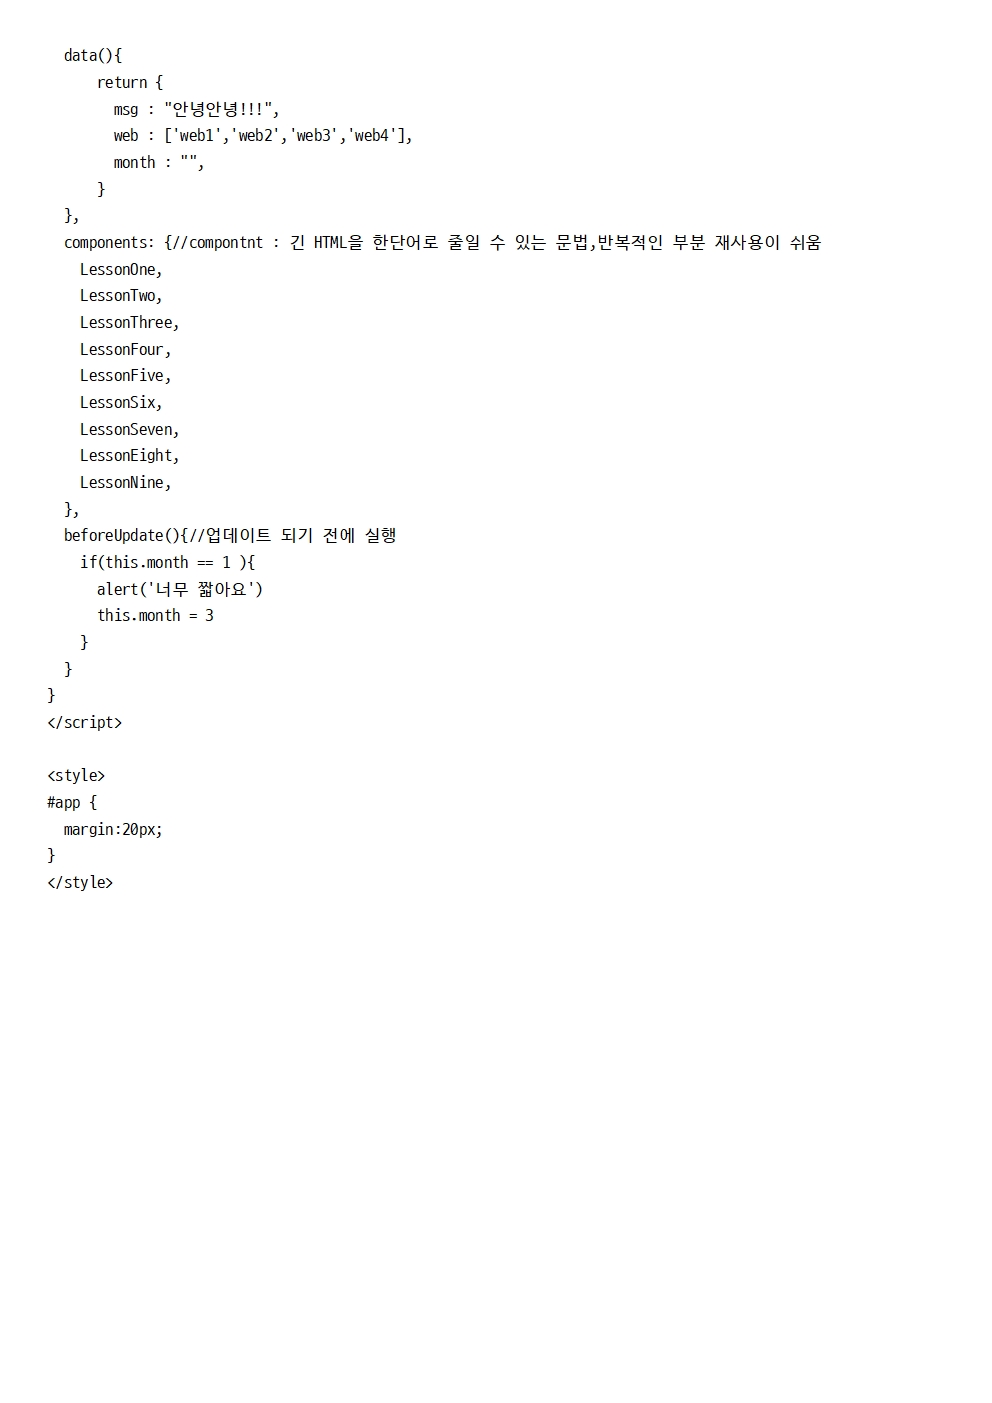 data(){
return {
msg : "안녕안녕!!!",
web : ['web1','web2','web3','web4'],
month : "",
}
},
components: {//compontnt : 긴 HTML을 한단어로 줄일 수 있는 문법,반복적인 부분 재사용이 쉬움
LessonOne,
LessonTwo,
LessonThree,
LessonFour,
LessonFive,
LessonSix,
LessonSeven,
LessonEight,
LessonNine,
},
beforeUpdate(){//업데이트 되기 전에 실행
if(this.month == 1 ){
alert('너무 짧아요')
this.month = 3
}
}
}
</script>
<style>
#app {
margin:20px;
}
</style>